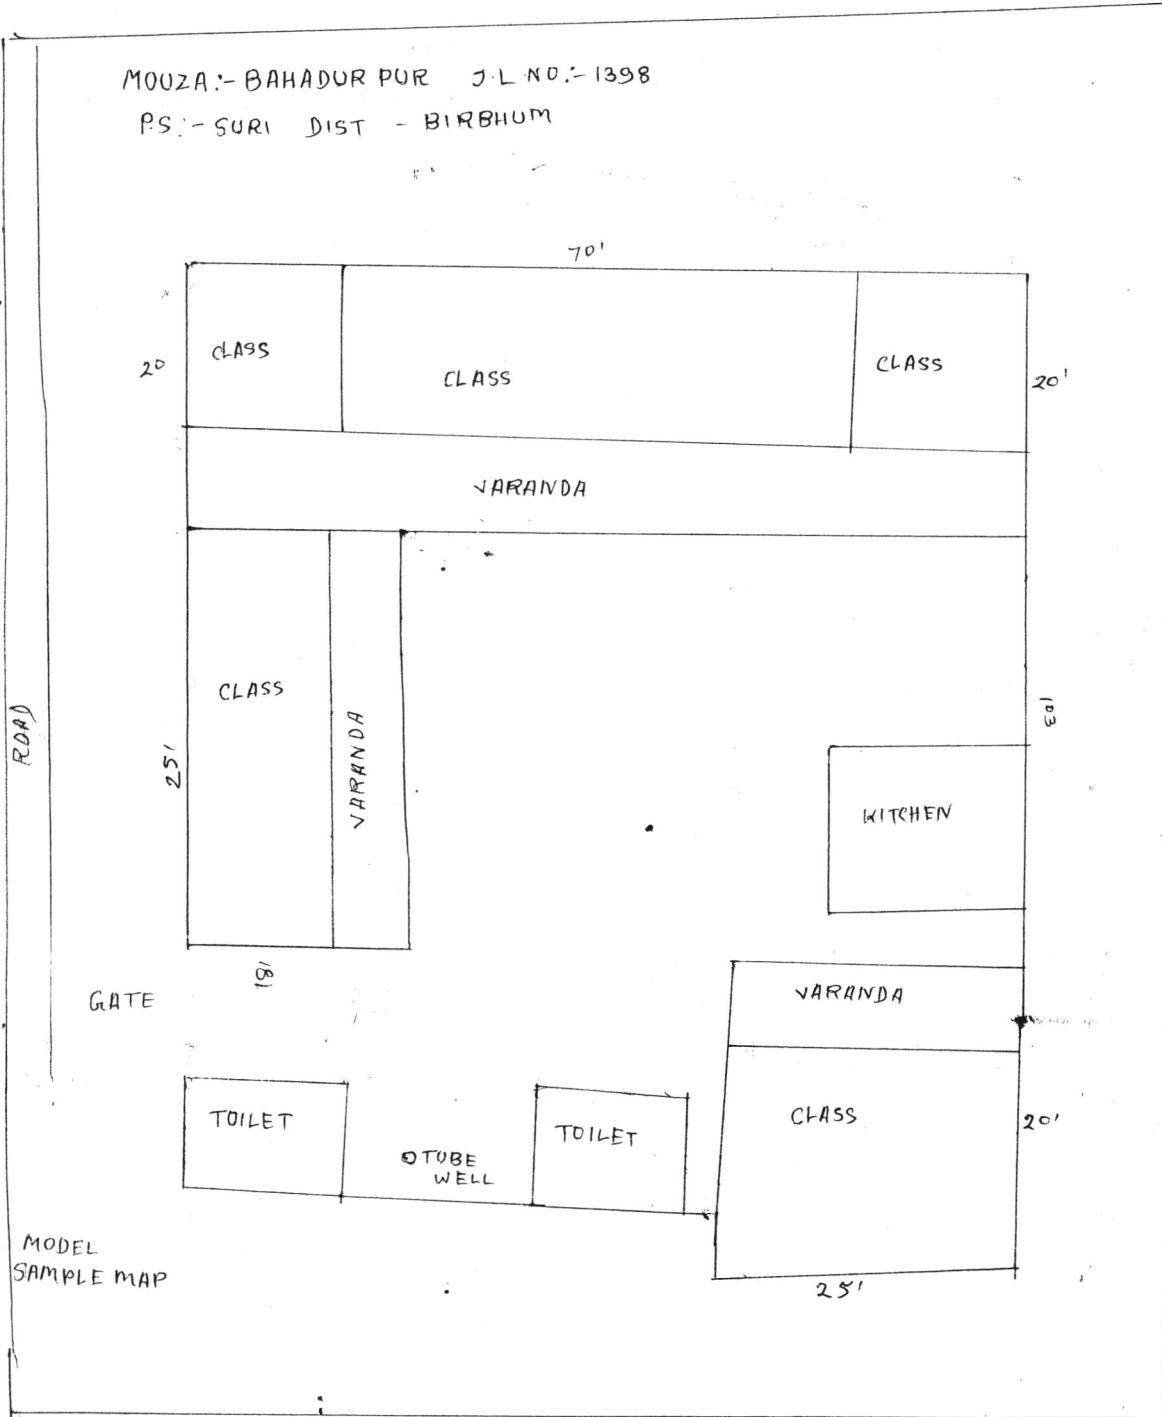 MOUZA:- BAHADUR PUR J.L NO:- 1398
P.S:- SURI DIST - BIRBHUM
70'
20 CLASS CLASS CLASS 20'
VARANDA
CLASS
VARANDA
25'
103
ROAD
KITCHEN
18'
GATE
VARANDA
TOILET
TUBE
WELL
TOILET
CLASS
20'
25'
MODEL
SAMPLE MAP